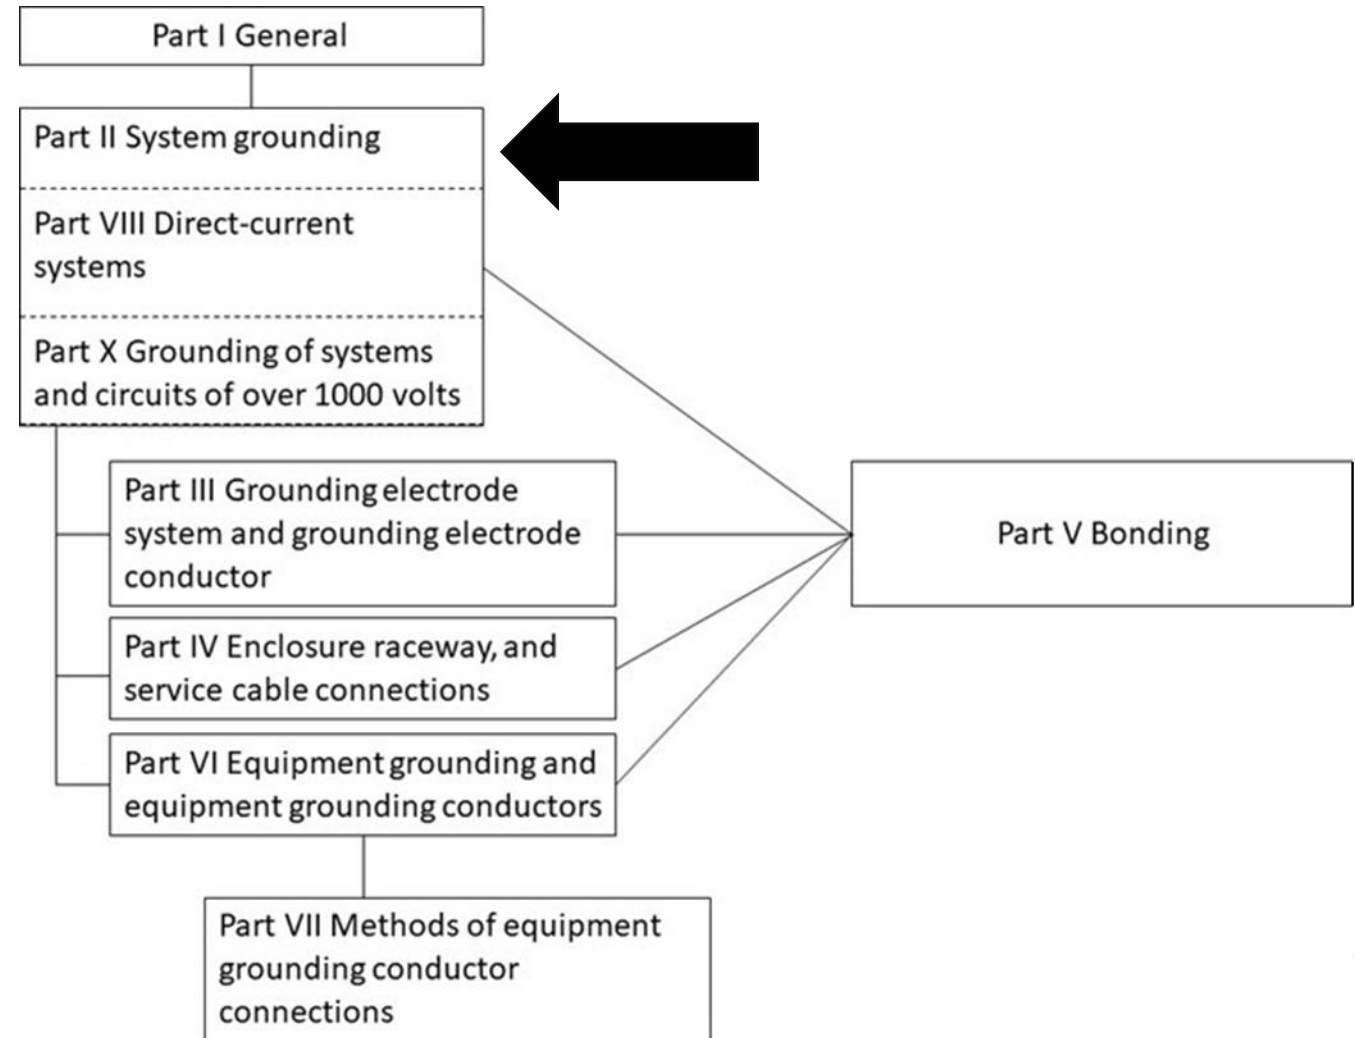 Part I General
Part II System grounding
Part VIII Direct-current
systems
Part X Grounding of systems
and circuits of over 1000 volts
Part III Grounding electrode
system and grounding electrode
conductor
Part V Bonding
Part IV Enclosure raceway, and
service cable connections
Part VI Equipment grounding and
equipment grounding conductors
Part VII Methods of equipment
grounding conductor
connections